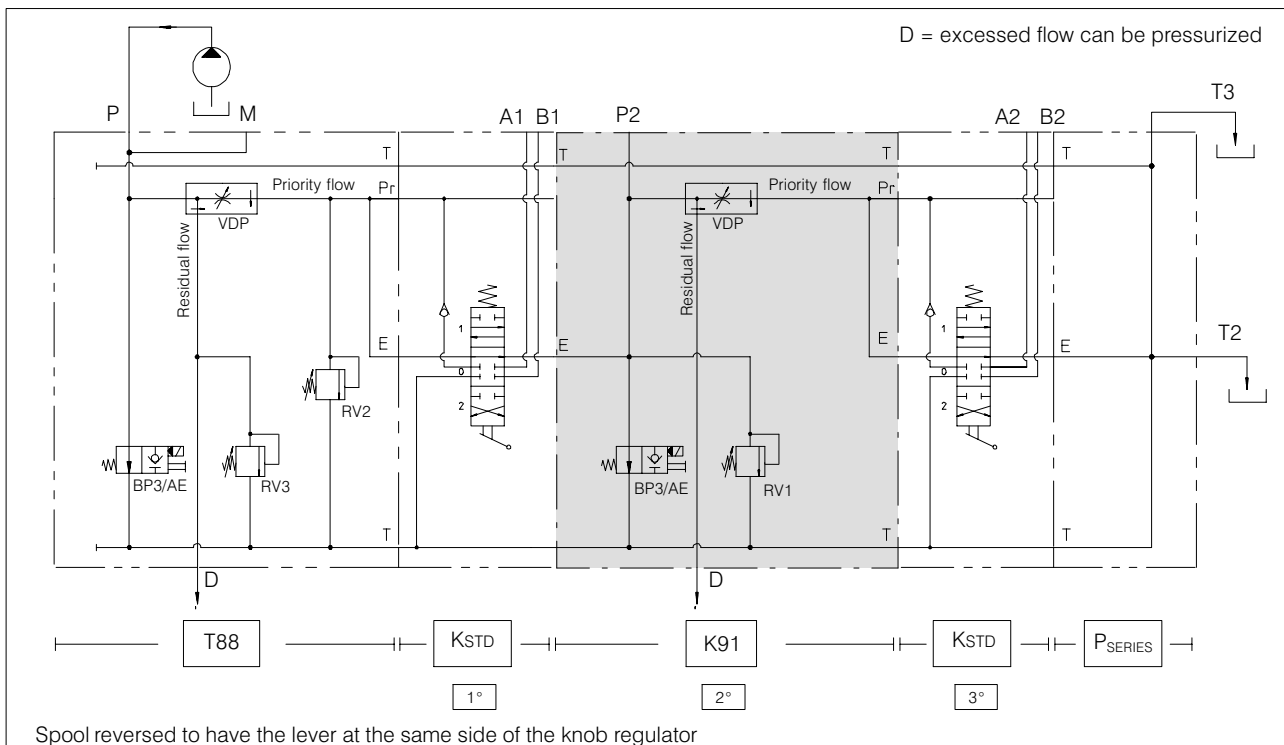 D = excessed flow can be pressurized
T3
P M A1 B1 P2 A2 B2
T T T T
Priority flow Pr Priority flow Pr
VDP VDP
Residual flow Residual flow
T2
1 1
E E E E
0 0
RV2
2 2
BP3/AE RV3 BP3/AE RV1
T T T
D D
T88 KSTD K91 KSTD PSERIES
1° 2° 3°
Spool reversed to have the lever at the same side of the knob regulator